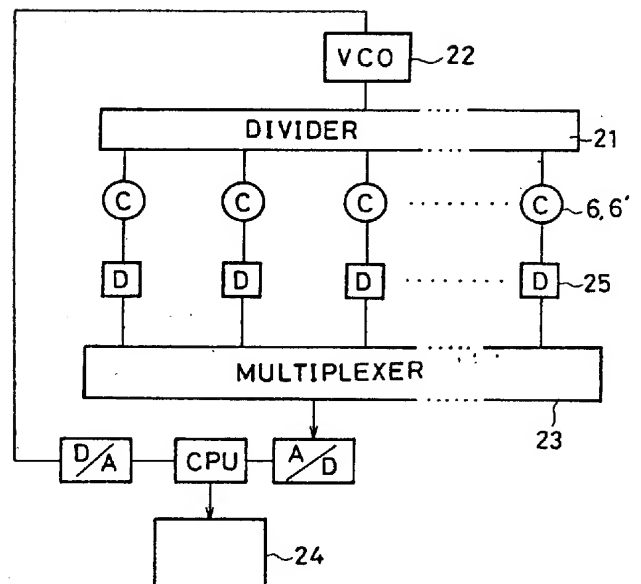 VCO 22
DIVIDER 21
C C C C 6, 6'
D D D D 25
MULTIPLEXER
23
D/A CPU A/D
24